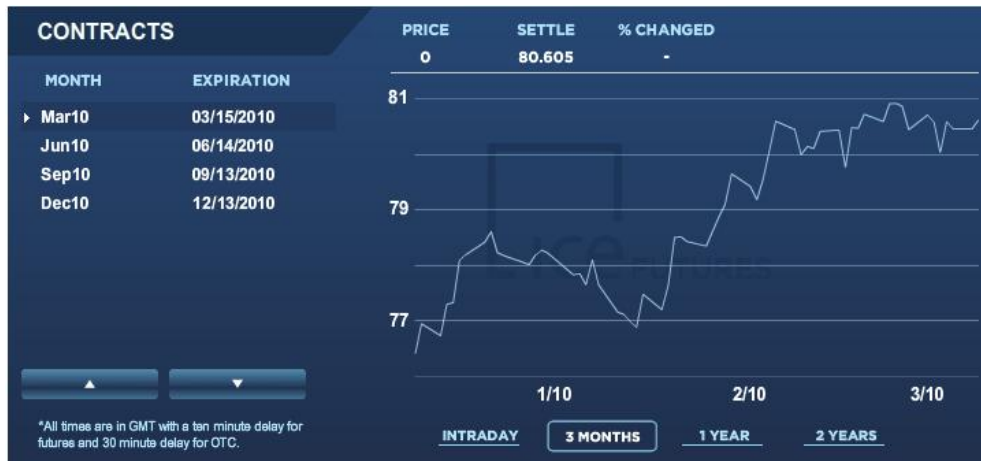 CONTRACTS
MONTH EXPIRATION
Mar10 03/15/2010
Jun10 06/14/2010
Sep10 09/13/2010
Dec10 12/13/2010
*All times are in GMT with a ten minute delay for
futures and 30 minute delay for OTC.
PRICE SETTLE % CHANGED
0 80.605 -
81
79
77
ice FUTURES
1/10 2/10 3/10
INTRADAY 3 MONTHS 1 YEAR 2 YEARS